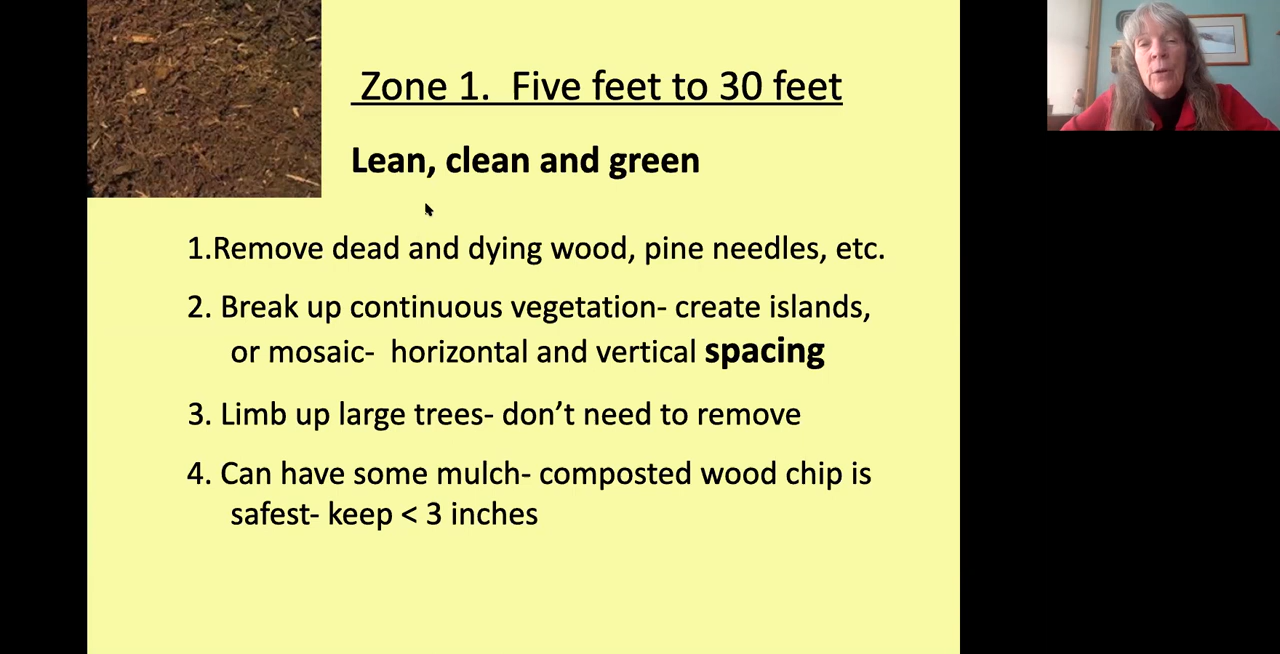 Zone 1.  Five feet to 30 feet
Lean, clean and green
1.Remove dead and dying wood, pine needles, etc.
2. Break up continuous vegetation- create islands,
or mosaic-  horizontal and vertical spacing
3. Limb up large trees- don’t need to remove
4. Can have some mulch- composted wood chip is
safest- keep < 3 inches